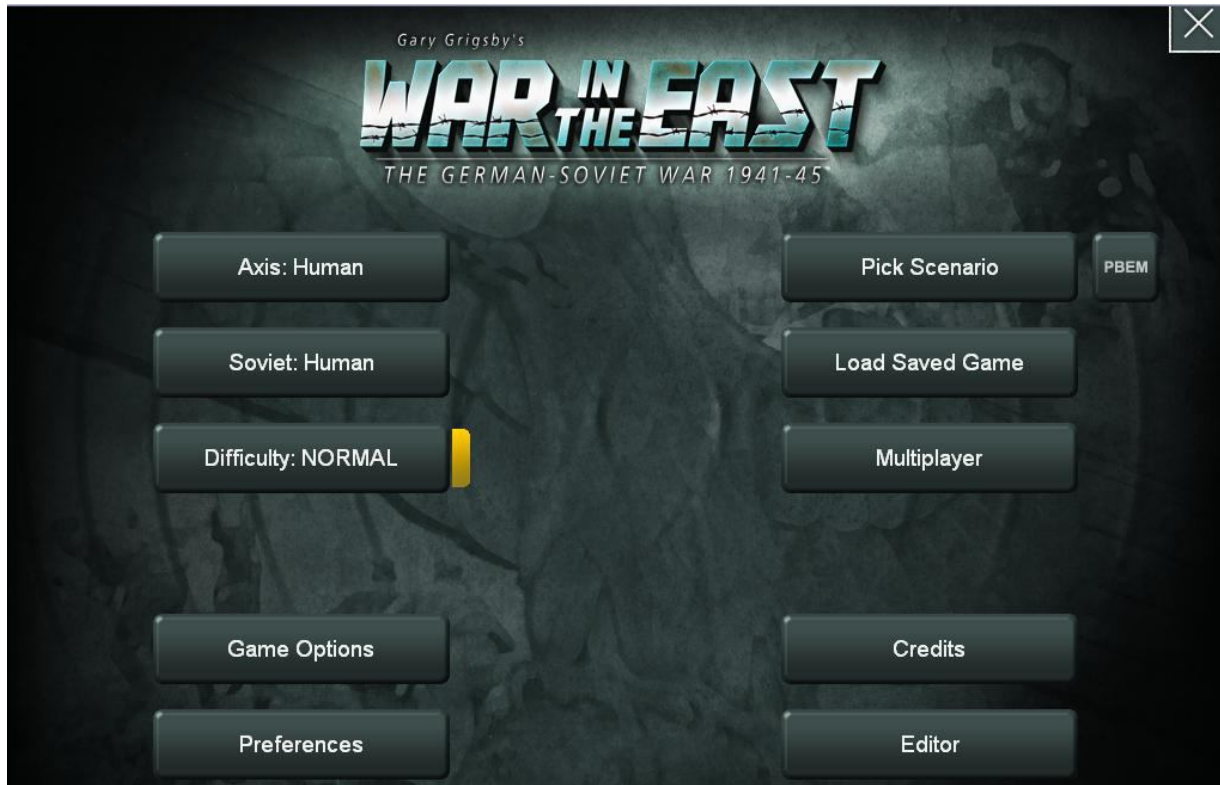 Gary Grigsby's
WAR IN THE EAST
THE GERMAN-SOVIET WAR 1941-45
Axis: Human
Pick Scenario
PBEM
Soviet: Human
Load Saved Game
Difficulty: NORMAL
Multiplayer
Game Options
Credits
Preferences
Editor